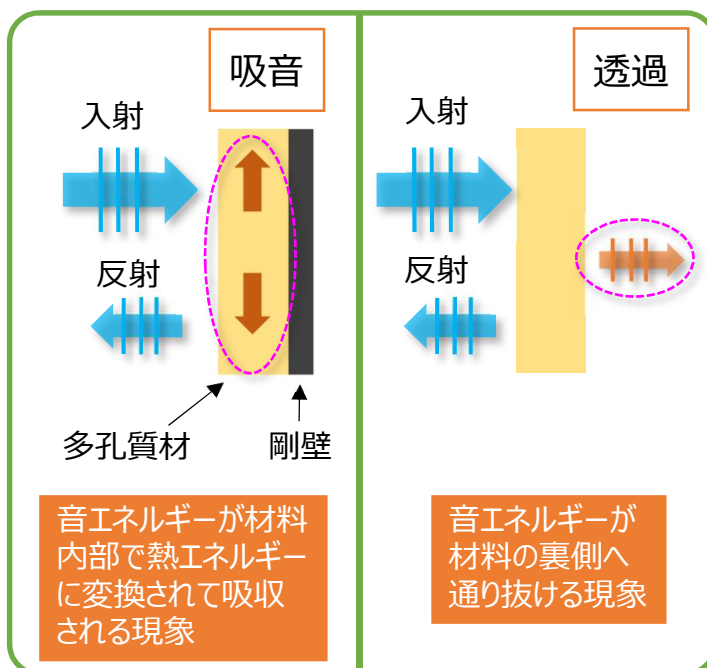 吸音
入射
反射
多孔質材
剛壁
音エネルギーが材料
内部で熱エネルギー
に変換されて吸収
される現象
透過
入射
反射
音エネルギーが
材料の裏側へ
通り抜ける現象